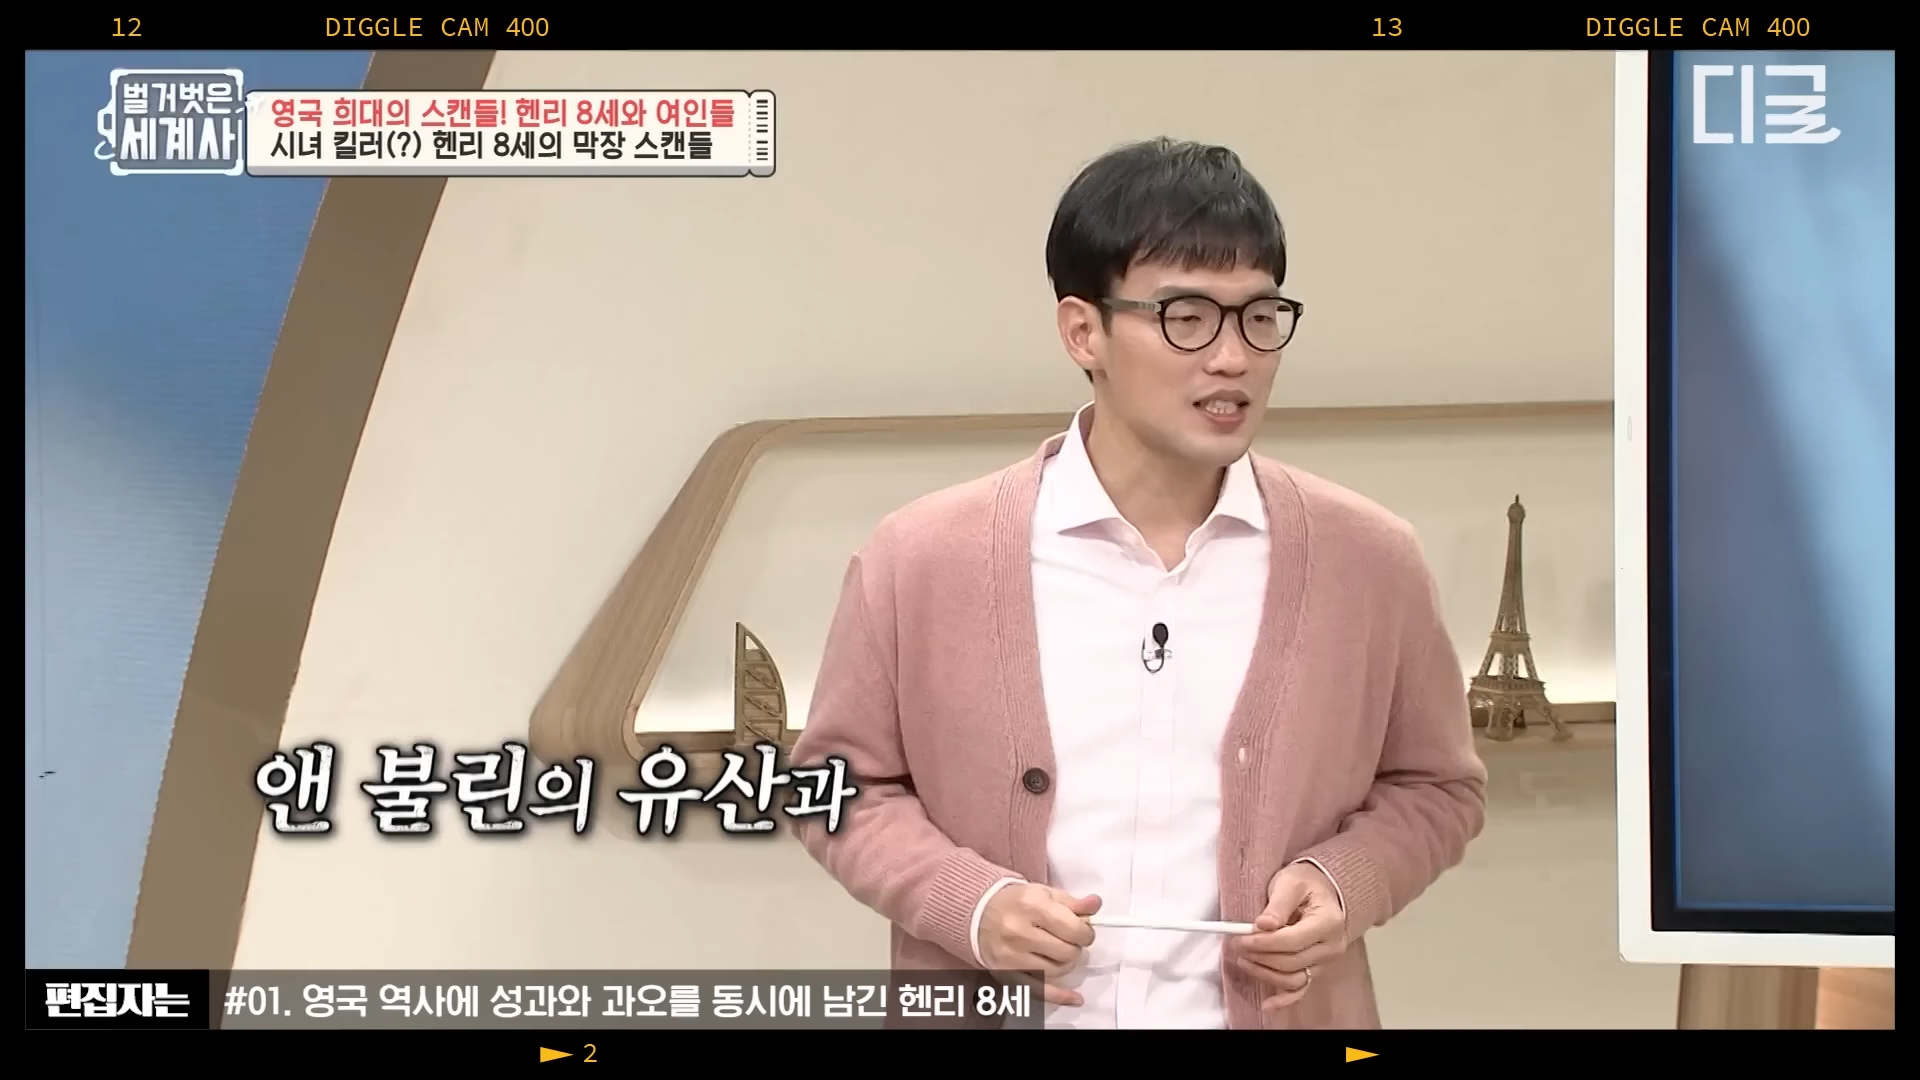 12 DIGGLE CAM 400 13 DIGGLE CAM 400
벌거벗은
세계사
영국 희대의 스캔들! 헨리 8세와 여인들
시녀 킬러(?) 헨리 8세의 막장 스캔들
디글
앤 불린의 유산과
편집자는 #01. 영국 역사에 성과와 과오를 동시에 남긴 헨리 8세
2